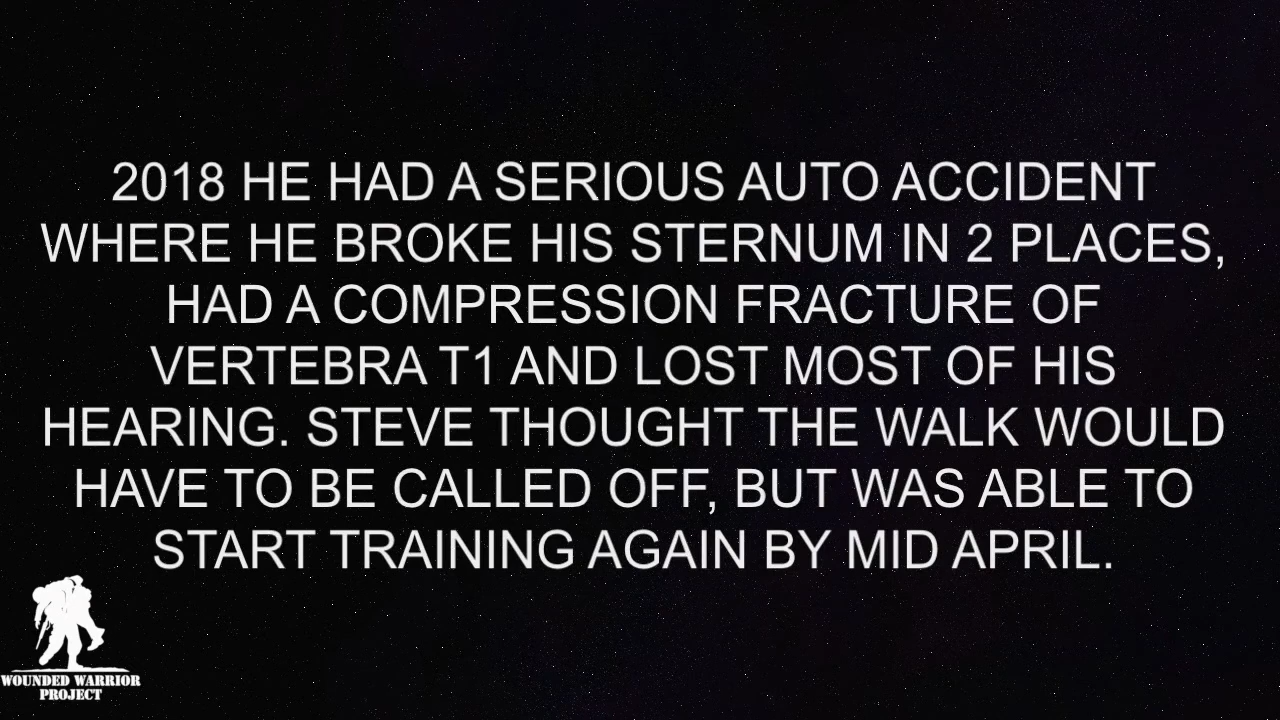 2018 HE HAD A SERIOUS AUTO ACCIDENT
WHERE HE BROKE HIS STERNUM IN 2 PLACES,
HAD A COMPRESSION FRACTURE OF
VERTEBRA T1 AND LOST MOST OF HIS
HEARING. STEVE THOUGHT THE WALK WOULD
HAVE TO BE CALLED OFF, BUT WAS ABLE TO
START TRAINING AGAIN BY MID APRIL.
WOUNDED WARRIOR
PROJECT